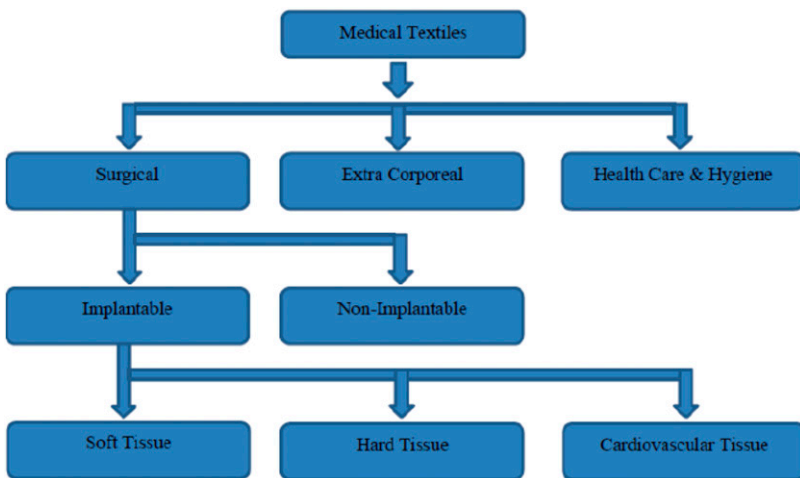 Medical Textiles
Surgical
Extra Corporeal
Health Care & Hygiene
Implantable
Non-Implantable
Soft Tissue
Hard Tissue
Cardiovascular Tissue